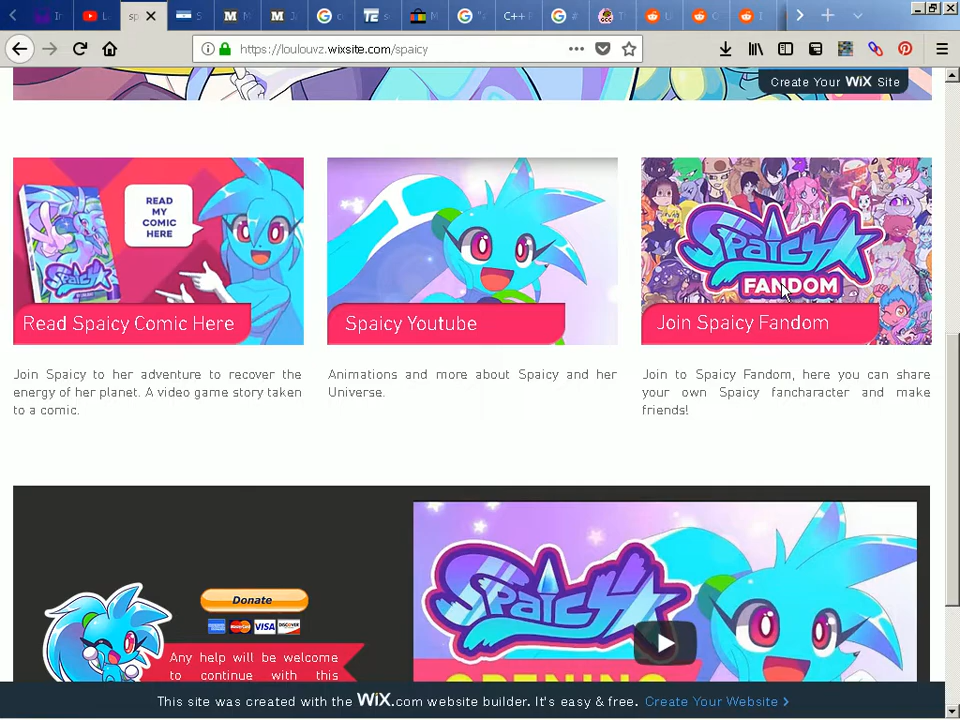 https://loulouvz.wixsite.com/spaicy
Create Your WiX Site
READ
MY
COMIC
HERE
SPAICY
Read Spaicy Comic Here
Spaicy Youtube
SPAICY
FANDOM
Join Spaicy Fandom
Join Spaicy to her adventure to recover the
energy of her planet. A video game story taken
to a comic.
Animations and more about Spaicy and her
Universe.
Join to Spaicy Fandom, here you can share
your own Spaicy fancharacter and make
friends!
SPAICY
OPENING
Donate
VISA
DISCOVER
Any help will be welcome
to continue with this
This site was created with the WiX.com website builder. It's easy & free. Create Your Website >